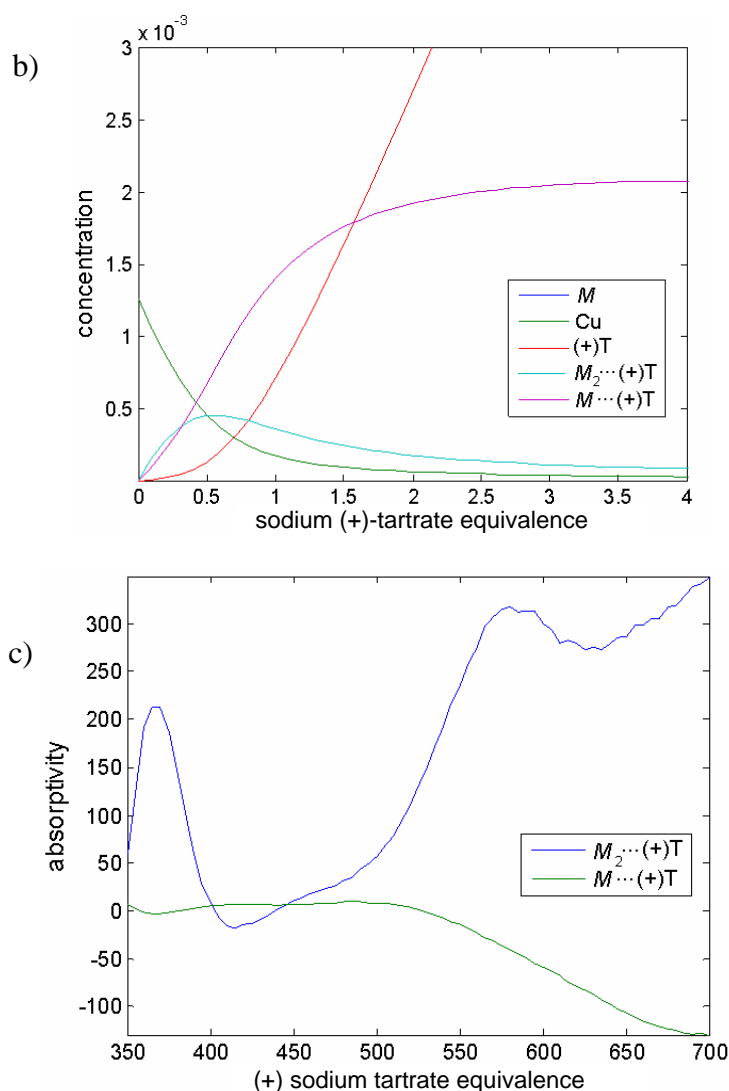 b)
x 10-3
3
2.5
2
1.5
1
0.5
concentration
M
Cu
(+)T
M2···(+)T
M···(+)T
0 0.5 1 1.5 2 2.5 3 3.5 4
sodium (+)-tartrate equivalence
c)
300
250
200
150
100
50
0
-50
-100
absorptivity
M2···(+)T
M···(+)T
350 400 450 500 550 600 650 700
(+) sodium tartrate equivalence